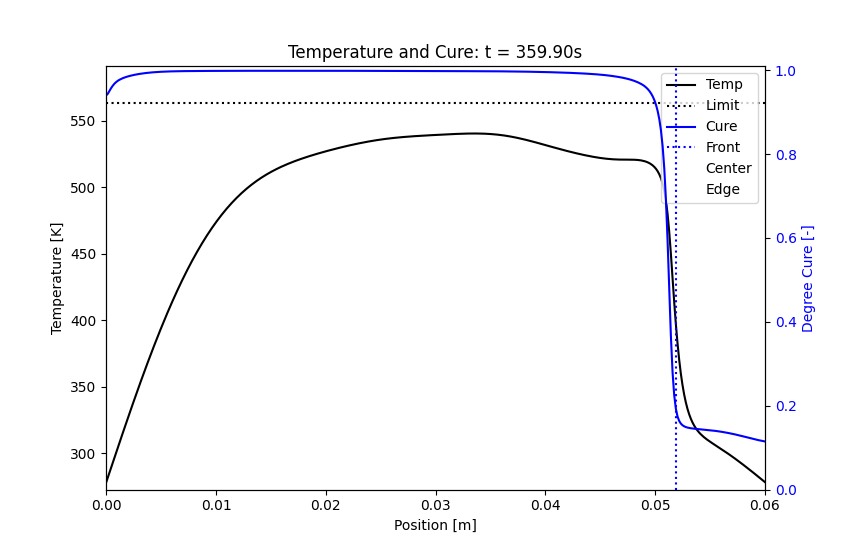 Temperature and Cure: t = 359.90s
Temp
Limit
Cure
Front
Center
Edge
Temperature [K]
550
500
450
400
350
300
1.0
0.8
0.6
0.4
0.2
0.0
Degree Cure [-]
0.00 0.01 0.02 0.03 0.04 0.05 0.06
Position [m]